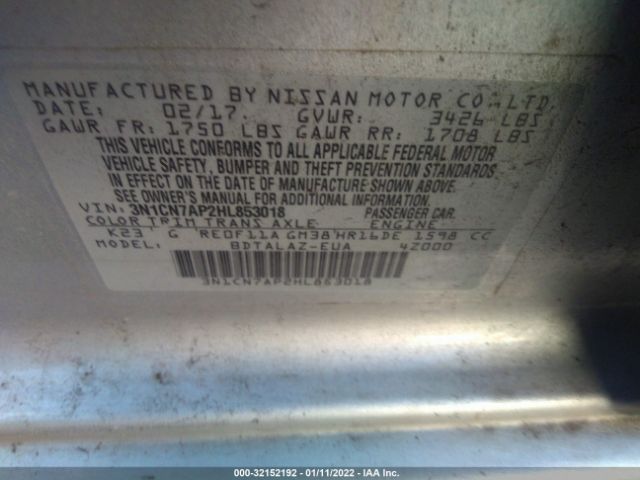 MANUFACTURED BY NISSAN MOTOR CO.,LTD.
DATE: 02/17. GVWR: 3426 LBS
GAWR FR: 1750 LBS GAWR RR: 1708 LBS
THIS VEHICLE CONFORMS TO ALL APPLICABLE FEDERAL MOTOR
VEHICLE SAFETY, BUMPER AND THEFT PREVENTION STANDARDS
IN EFFECT ON THE DATE OF MANUFACTURE SHOWN ABOVE.
SEE OWNER'S MANUAL FOR ADDITIONAL INFORMATION.
VIN: 3N1CN7AP2HL853018 PASSENGER CAR.
COLOR TRIM TRANS AXLE ENGINE
K23 G RE0F11A GM38 HR16DE 1598 CC
MODEL: BDTALAZ-EUA 4Z000
3N1CN7AP2HL853018
000-32152192 - 01/11/2022 - IAA Inc.